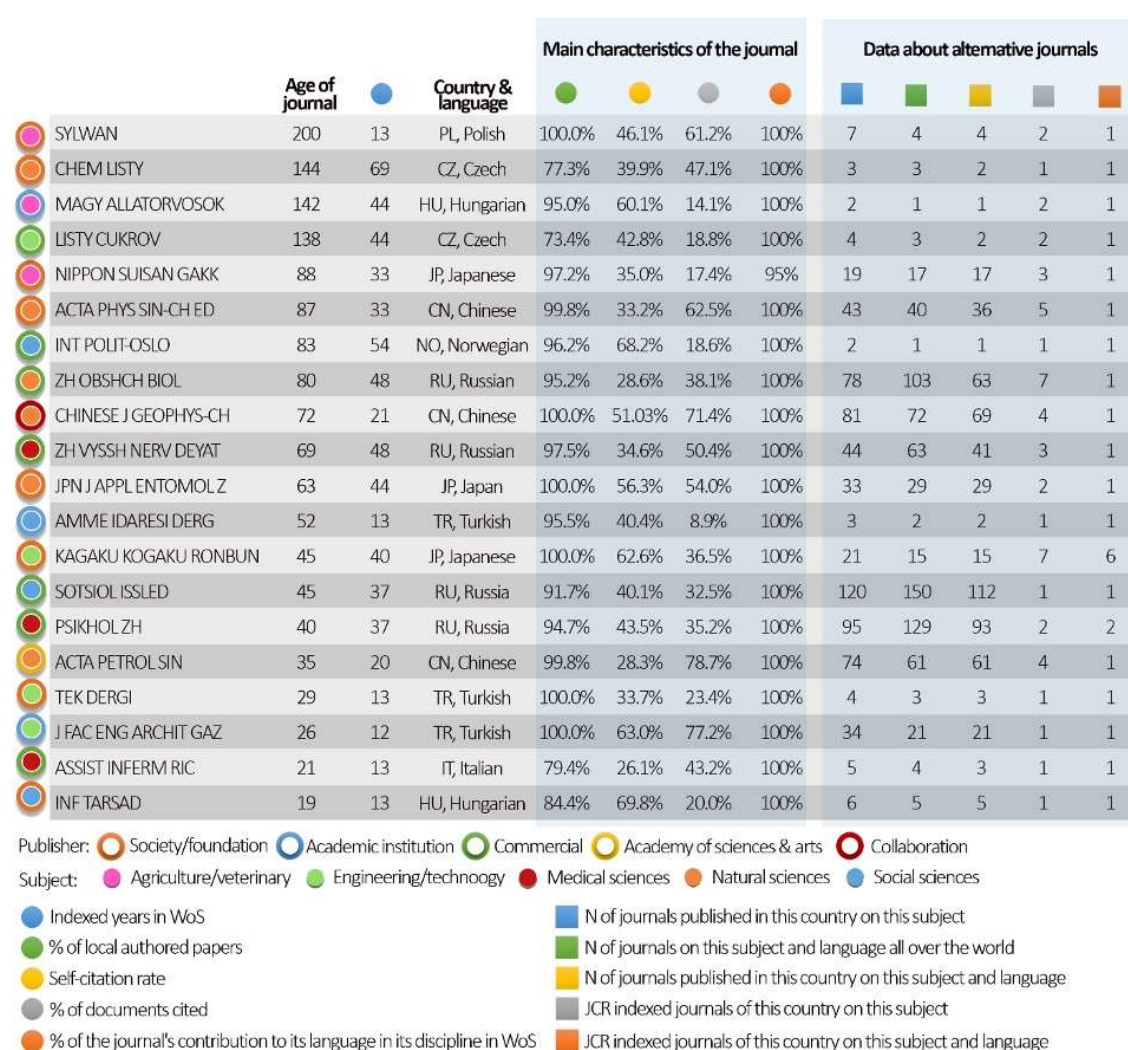 Main characteristics of the journal Data about alternative journals
Age of journal Country & language
SYLWAN 200 13 PL, Polish 100.0% 46.1% 61.2% 100% 7 4 4 2 1
CHEM LISTY 144 69 CZ, Czech 77.3% 39.9% 47.1% 100% 3 3 2 1 1
MAGY ALLATORVOSOK 142 44 HU, Hungarian 95.0% 60.1% 14.1% 100% 2 1 1 2 1
LISTY CUKROV 138 44 CZ, Czech 73.4% 42.8% 18.8% 100% 4 3 2 2 1
NIPPON SUISAN GAKK 88 33 JP, Japanese 97.2% 35.0% 17.4% 95% 19 17 17 3 1
ACTA PHYS SIN-CH ED 87 33 CN, Chinese 99.8% 33.2% 62.5% 100% 43 40 36 5 1
INT POLIT-OSLO 83 54 NO, Norwegian 96.2% 68.2% 18.6% 100% 2 1 1 1 1
ZH OBSHCH BIOL 80 48 RU, Russian 95.2% 28.6% 38.1% 100% 78 103 63 7 1
CHINESE J GEOPHYS-CH 72 21 CN, Chinese 100.0% 51.03% 71.4% 100% 81 72 69 4 1
ZH VYSSH NERV DEYAT 69 48 RU, Russian 97.5% 34.6% 50.4% 100% 44 63 41 3 1
JPN J APPL ENTOMOL Z 63 44 JP, Japan 100.0% 56.3% 54.0% 100% 33 29 29 2 1
AMME IDARESI DERG 52 13 TR, Turkish 95.5% 40.4% 8.9% 100% 3 2 2 1 1
KAGAKU KOGAKU RONBUN 45 40 JP, Japanese 100.0% 62.6% 36.5% 100% 21 15 15 7 6
SOTSIOL ISSLED 45 37 RU, Russia 91.7% 40.1% 32.5% 100% 120 150 112 1 1
PSIKHOL ZH 40 37 RU, Russia 94.7% 43.5% 35.2% 100% 95 129 93 2 2
ACTA PETROL SIN 35 20 CN, Chinese 99.8% 28.3% 78.7% 100% 74 61 61 4 1
TEK DERGI 29 13 TR, Turkish 100.0% 33.7% 23.4% 100% 4 3 3 1 1
J FAC ENG ARCHIT GAZ 26 12 TR, Turkish 100.0% 63.0% 77.2% 100% 34 21 21 1 1
ASSIST INFERM RIC 21 13 IT, Italian 79.4% 26.1% 43.2% 100% 5 4 3 1 1
INF TARSAD 19 13 HU, Hungarian 84.4% 69.8% 20.0% 100% 6 5 5 1 1
Publisher: Society/foundation Academic institution Commercial Academy of sciences & arts Collaboration
Subject: Agriculture/veterinary Engineering/technoogy Medical sciences Natural sciences Social sciences
Indexed years in WoS N of journals published in this country on this subject
% of local authored papers N of journals on this subject and language all over the world
Self-citation rate N of journals published in this country on this subject and language
% of documents cited JCR indexed journals of this country on this subject
% of the journal's contribution to its language in its discipline in WoS JCR indexed journals of this country on this subject and language